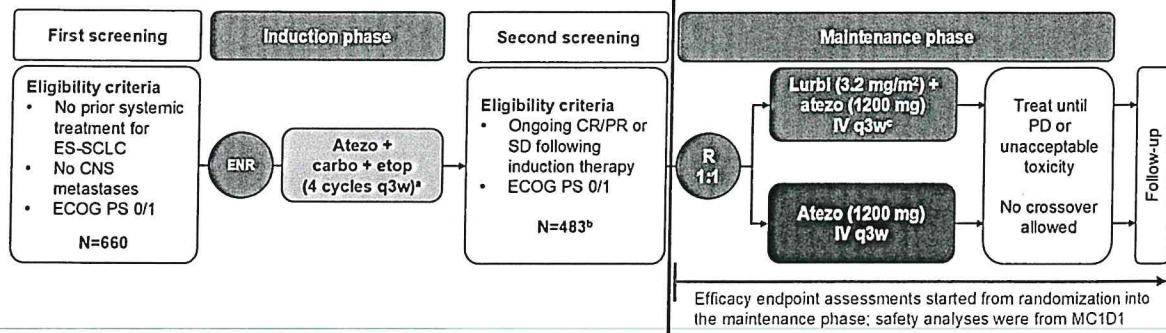 First screening
Induction phase
Second screening
Maintenance phase
Eligibility criteria
• No prior systemic
treatment for
ES-SCLC
• No CNS
metastases
• ECOG PS 0/1
N=660
ENR
Atezo +
carbo + etop
(4 cycles q3w)ᵃ
Eligibility criteria
• Ongoing CR/PR or
SD following
induction therapy
• ECOG PS 0/1
N=483ᵇ
R
1:1
Lurbi (3.2 mg/m²) +
atezo (1200 mg)
IV q3wᶜ
Atezo (1200 mg)
IV q3w
Treat until
PD or
unacceptable
toxicity
No crossover
allowed
Follow-up
Efficacy endpoint assessments started from randomization into
the maintenance phase; safety analyses were from MC1D1